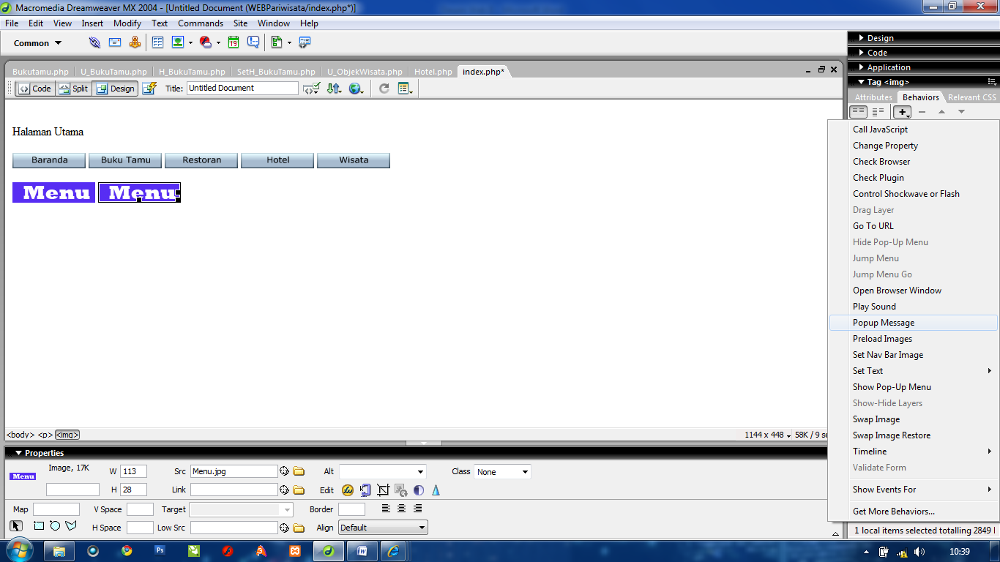 Macromedia Dreamweaver MX 2004 - [Untitled Document (WEBPariwisata/index.php*)]
File Edit View Insert Modify Text Commands Site Window Help
Common
Bukutamu.php U_BukuTamu.php H_BukuTamu.php SetH_BukuTamu.php U_ObjekWisata.php Hotel.php index.php*
Code Split Design Title: Untitled Document
Halaman Utama
Baranda Buku Tamu Restoran Hotel Wisata
Menu Menu
<body> <p> <img>
1144 x 448 58K / 9 se
Design
Code
Application
Tag <img>
Attributes Behaviors Relevant CSS
Call JavaScript
Change Property
Check Browser
Check Plugin
Control Shockwave or Flash
Drag Layer
Go To URL
Hide Pop-Up Menu
Jump Menu
Jump Menu Go
Open Browser Window
Play Sound
Popup Message
Preload Images
Set Nav Bar Image
Set Text
Show Pop-Up Menu
Show-Hide Layers
Swap Image
Swap Image Restore
Timeline
Validate Form
Show Events For
Get More Behaviors...
1 local items selected totalling 2849 l
Properties
Menu Image, 17K W 113 Src Menu.jpg Alt Class None
H 28 Link Edit
Map V Space Target Border
H Space Low Src Align Default
Ps W
10:39